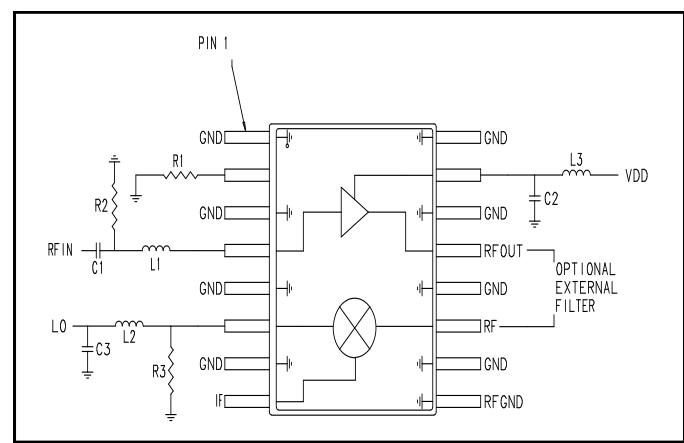 PIN 1
GND
GND
R1
L3
VDD
C2
R2
GND
GND
RFIN
C1
L1
RFOUT
OPTIONAL
EXTERNAL
FILTER
GND
GND
LO
L2
RF
C3
R3
GND
GND
IF
RFGND